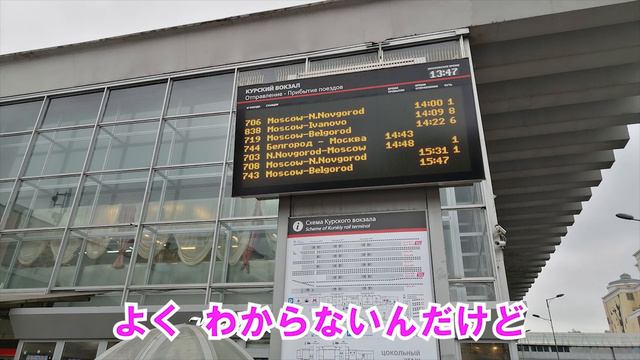 КУРСКИЙ ВОКЗАЛ
Отправление - Прибытие поездов
13:47
706 Moscow-N.Novgorod 14:00 1
838 Moscow-Ivanovo 14:09 8
719 Moscow-Belgorod 14:22 6
744 Белгород - Москва 14:43
703 N.Novgorod-Moscow 14:48 1
708 Moscow-N.Novgorod 15:31 1
743 Moscow-Belgorod 15:47
i Схема Курского вокзала
Scheme of Kurskiy rail terminal
よく わからないんだけど
ЦОКОЛЬНЫЙ